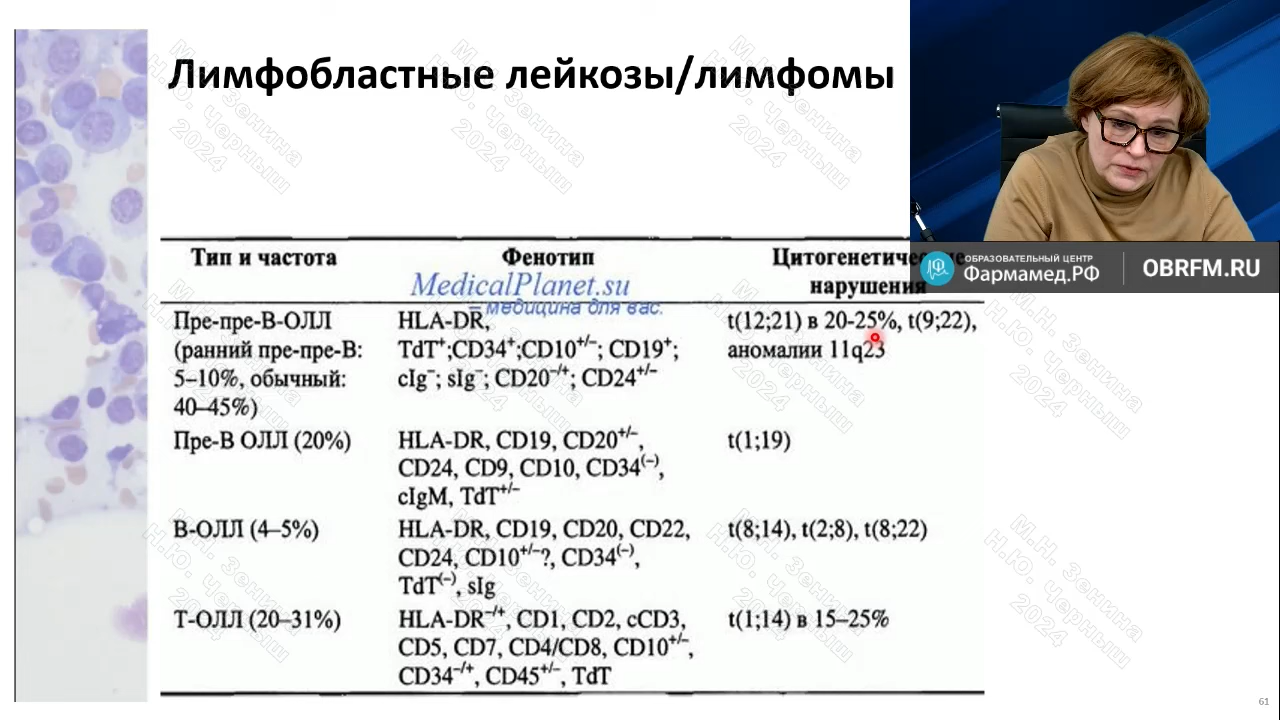 Лимфобластные лейкозы/лимфомы
ОБРАЗОВАТЕЛЬНЫЙ ЦЕНТР
Фармамед.РФ
OBRFM.RU
Тип и частота
Фенотип
Цитогенетиче
нарушения
MedicalPlanet.su
– медицина для вас.
Пре-пре-В-ОЛЛ
(ранний пре-пре-В:
5–10%, обычный:
40–45%)
HLA-DR,
TdT⁺;CD34⁺;CD10⁺/⁻; CD19⁺;
cIg⁻; sIg⁻; CD20⁻/⁺; CD24⁺/⁻
t(12;21) в 20-25%, t(9;22),
аномалии 11q23
Пре-В ОЛЛ (20%)
HLA-DR, CD19, CD20⁺/⁻,
CD24, CD9, CD10, CD34⁽⁻⁾,
cIgM, TdT⁺/⁻
t(1;19)
В-ОЛЛ (4–5%)
HLA-DR, CD19, CD20, CD22,
CD24, CD10⁺/⁻?, CD34⁽⁻⁾,
TdT⁽⁻⁾, sIg
t(8;14), t(2;8), t(8;22)
Т-ОЛЛ (20–31%)
HLA-DR⁻/⁺, CD1, CD2, cCD3,
CD5, CD7, CD4/CD8, CD10⁺/⁻,
CD34⁻/⁺, CD45⁺/⁻, TdT
t(1;14) в 15–25%
М.Н. Зенина
Н.Ю. Черныш
2024
61